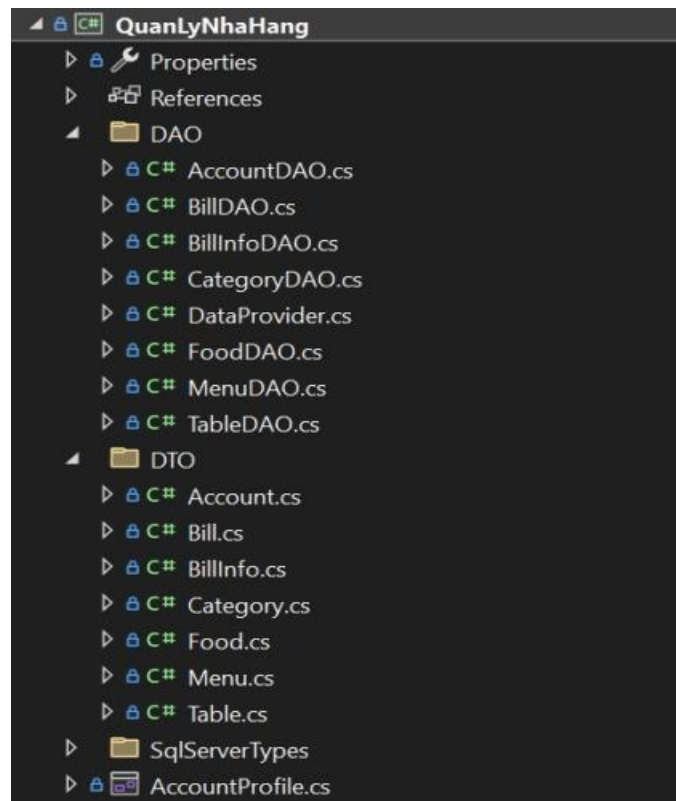 C# QuanLyNhaHang
Properties
References
DAO
C# AccountDAO.cs
C# BillDAO.cs
C# BillInfoDAO.cs
C# CategoryDAO.cs
C# DataProvider.cs
C# FoodDAO.cs
C# MenuDAO.cs
C# TableDAO.cs
DTO
C# Account.cs
C# Bill.cs
C# BillInfo.cs
C# Category.cs
C# Food.cs
C# Menu.cs
C# Table.cs
SqlServerTypes
AccountProfile.cs